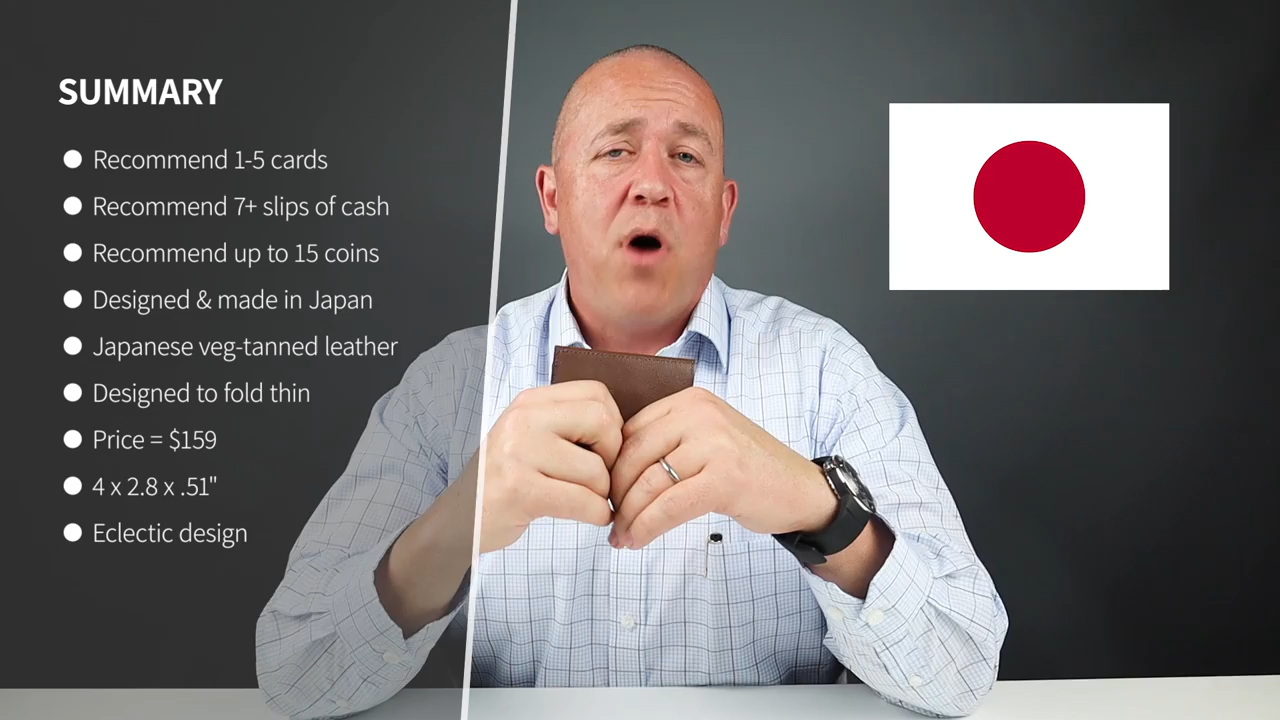 SUMMARY
Recommend 1-5 cards
Recommend 7+ slips of cash
Recommend up to 15 coins
Designed & made in Japan
Japanese veg-tanned leather
Designed to fold thin
Price = $159
4 x 2.8 x .51"
Eclectic design